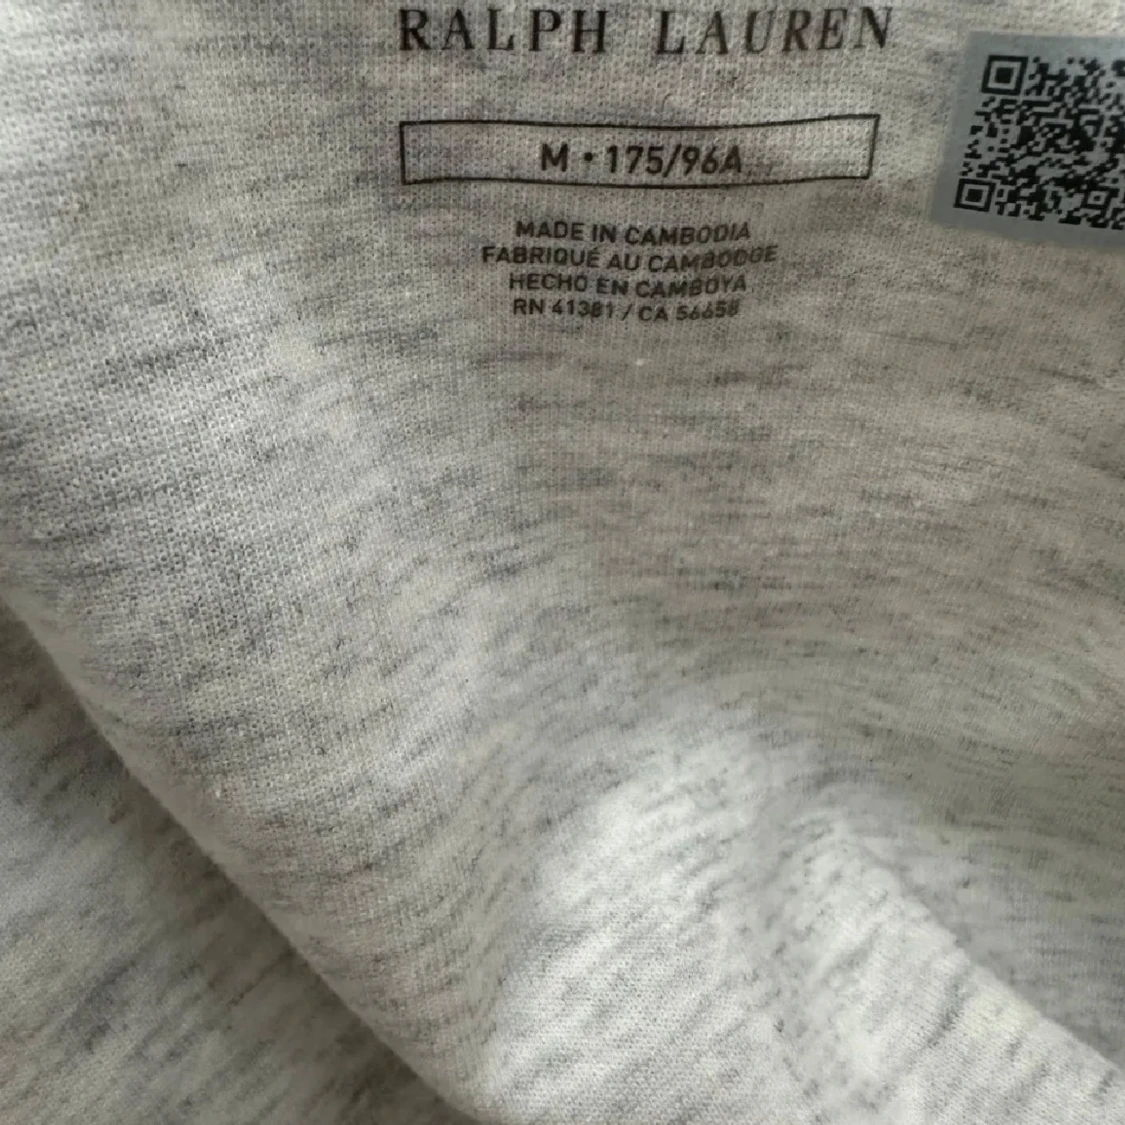 RALPH LAUREN
M • 175/96A
MADE IN CAMBODIA
FABRIQUÉ AU CAMBODGE
HECHO EN CAMBOYA
RN 41381 / CA 56658